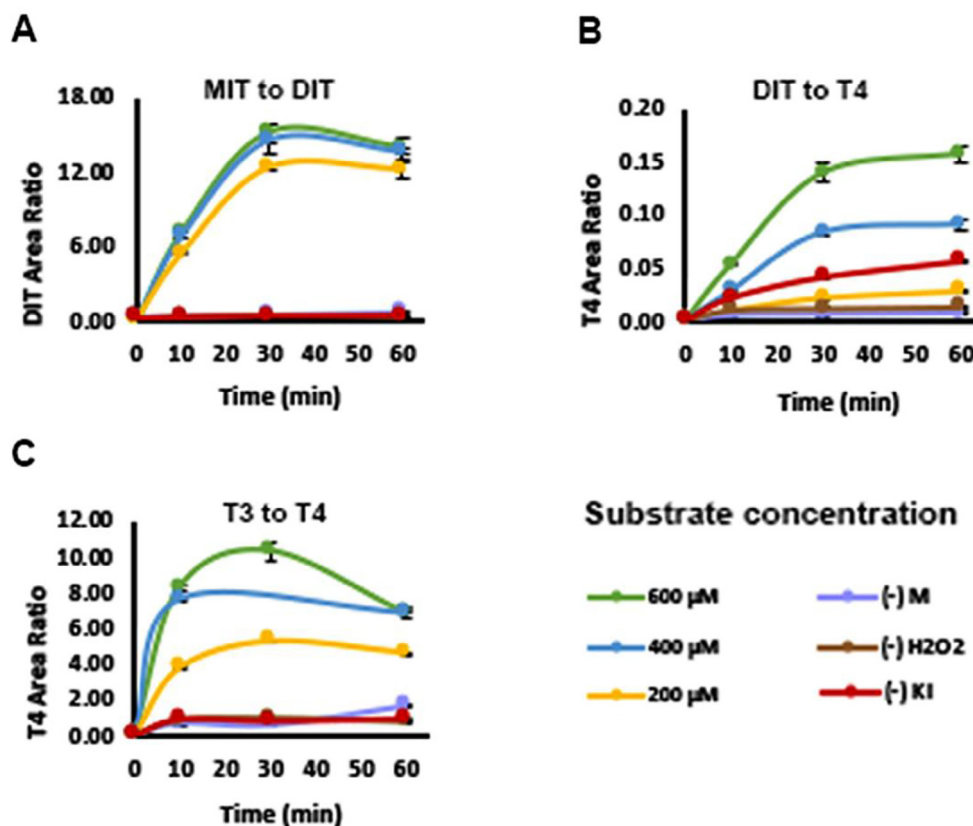 A
MIT to DIT
18.00
12.00
6.00
0.00
DIT Area Ratio
0 10 20 30 40 50 60
Time (min)
B
DIT to T4
0.20
0.15
0.10
0.05
0.00
T4 Area Ratio
0 10 20 30 40 50 60
Time (min)
C
T3 to T4
12.00
10.00
8.00
6.00
4.00
2.00
0.00
T4 Area Ratio
0 10 20 30 40 50 60
Time (min)
Substrate concentration
600 µM
400 µM
200 µM
(-) M
(-) H2O2
(-) KI